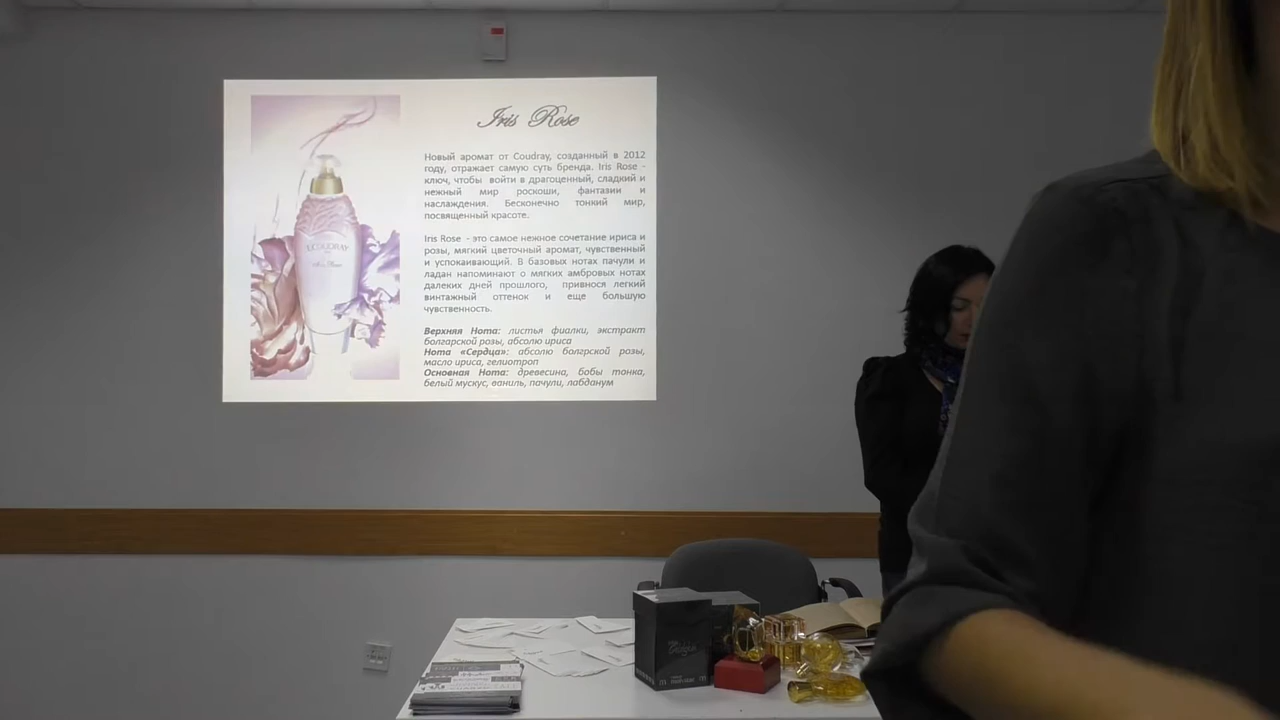 Iris Rose
Новый аромат от Coudray, созданный в 2012
году, отражает самую суть бренда. Iris Rose -
ключ, чтобы войти в драгоценный, сладкий и
нежный мир роскоши, фантазии и
наслаждения. Бесконечно тонкий мир,
посвященный красоте.
Iris Rose - это самое нежное сочетание ириса и
розы, мягкий цветочный аромат, чувственный
и успокаивающий. В базовых нотах пачули и
ладан напоминают о мягких амбровых нотах
далеких дней прошлого, привнося легкий
винтажный оттенок и еще большую
чувственность.
Верхняя Нота: листья фиалки, экстракт
болгарской розы, абсолю ириса
Нота «Сердца»: абсолю болгрской розы,
масло ириса, гелиотроп
Основная Нота: древесина, бобы тонка,
белый мускус, ваниль, пачули, лабданум
E.COUDRAY
Iris Rose